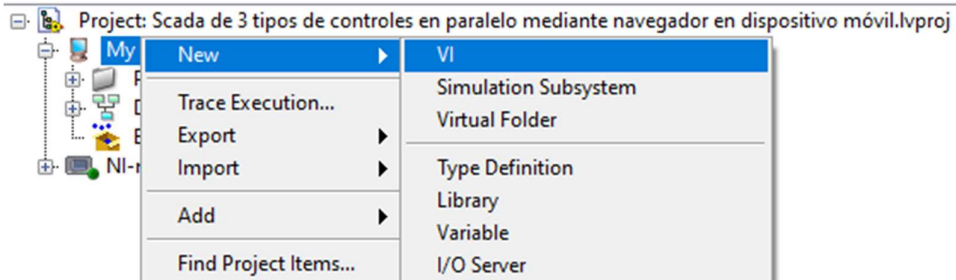 Project: Scada de 3 tipos de controles en paralelo mediante navegador en dispositivo móvil.lvproj
My
New
VI
Simulation Subsystem
Trace Execution...
Virtual Folder
Export
Import
Type Definition
Library
Add
Variable
Find Project Items...
I/O Server